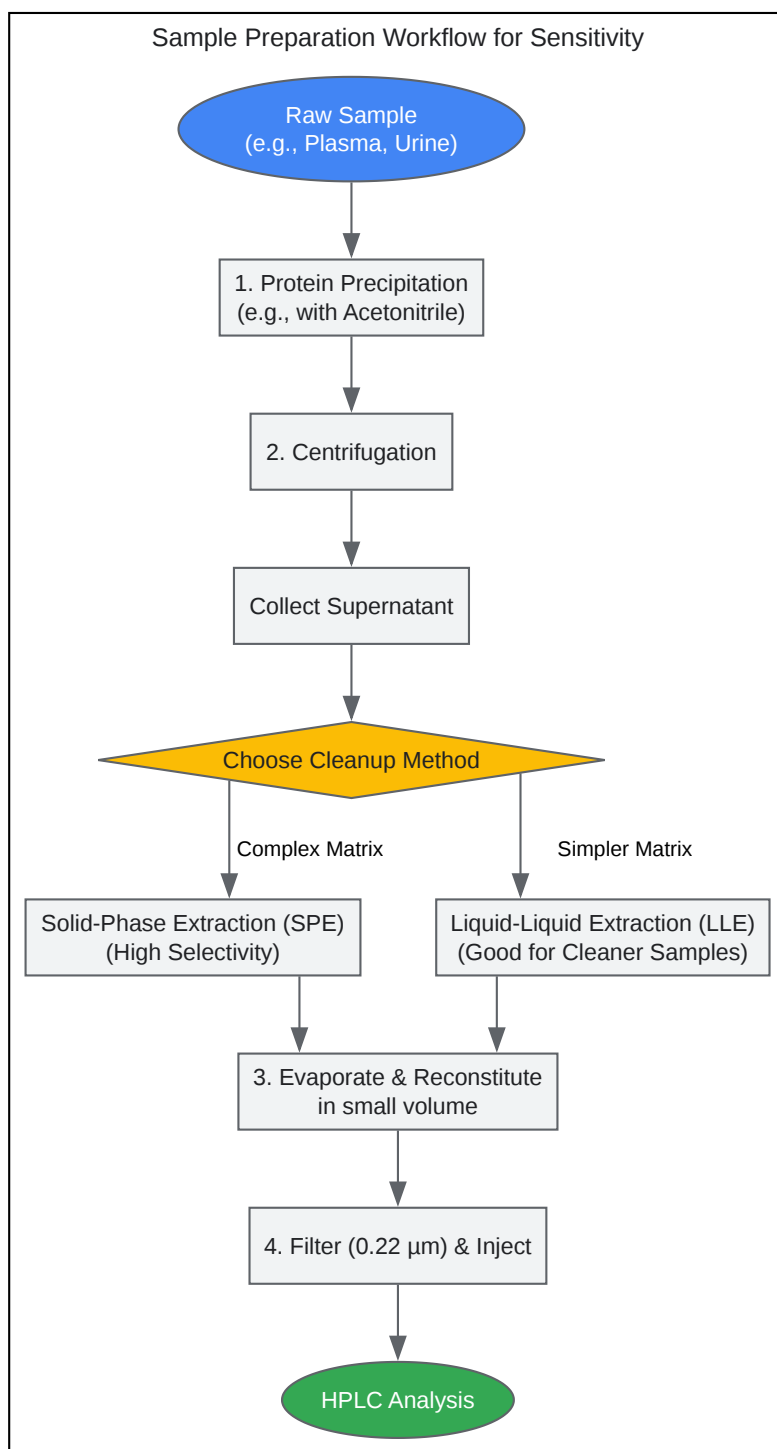 Sample Preparation Workflow for Sensitivity
Raw Sample
(e.g., Plasma, Urine)
1. Protein Precipitation
(e.g., with Acetonitrile)
2. Centrifugation
Collect Supernatant
Choose Cleanup Method
Complex Matrix
Simpler Matrix
Solid-Phase Extraction (SPE)
(High Selectivity)
Liquid-Liquid Extraction (LLE)
(Good for Cleaner Samples)
3. Evaporate & Reconstitute
in small volume
4. Filter (0.22 µm) & Inject
HPLC Analysis